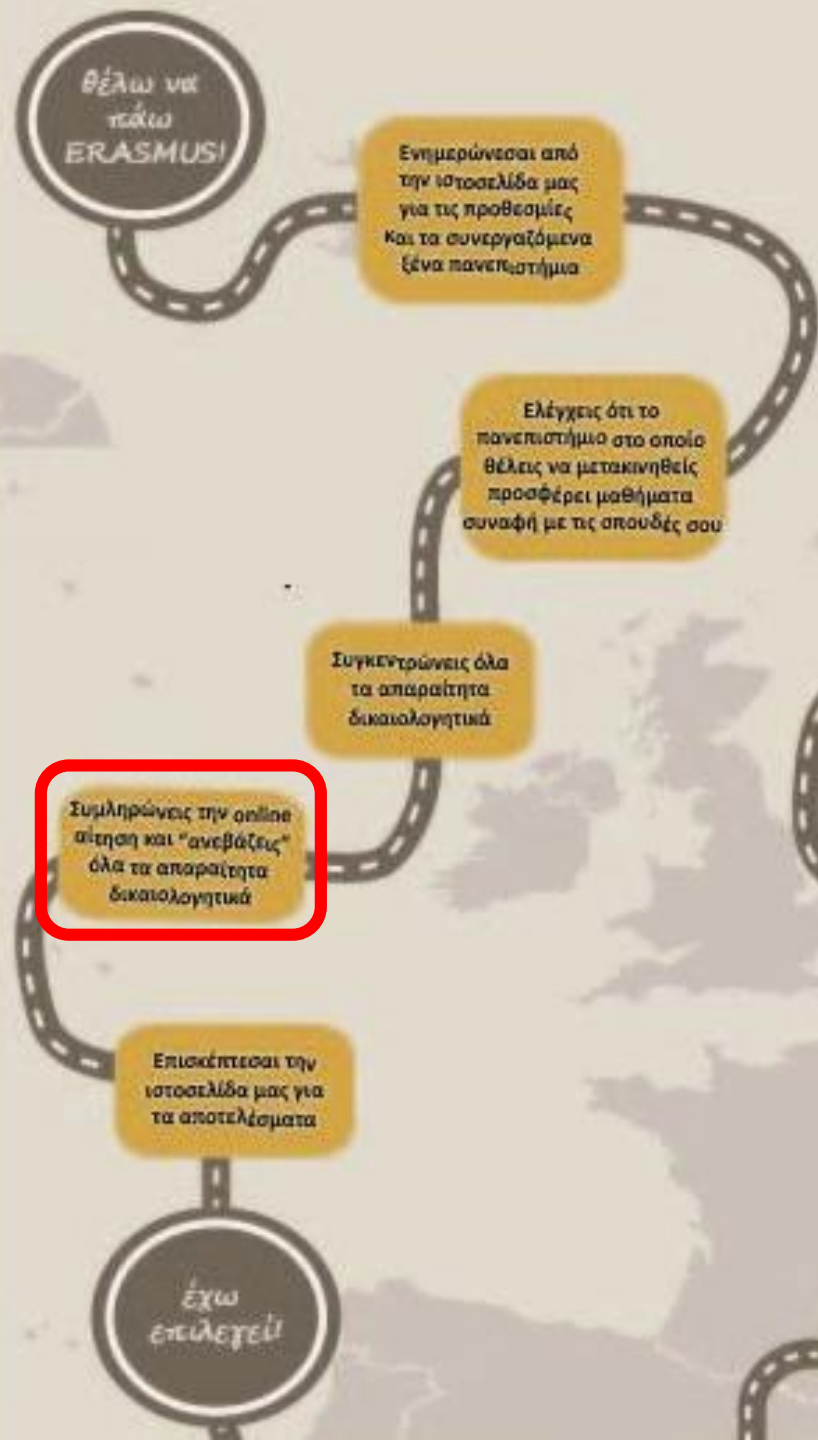 θέλω να
πάω
ERASMUS!
Ενημερώνεσαι από
την ιστοσελίδα μας
για τις προθεσμίες
και τα συνεργαζόμενα
ξένα πανεπιστήμια
Ελέγχεις ότι το
πανεπιστήμιο στο οποίο
θέλεις να μετακινηθείς
προσφέρει μαθήματα
συναφή με τις σπουδές σου
Συγκεντρώνεις όλα
τα απαραίτητα
δικαιολογητικά
Συμληρώνεις την online
αίτηση και "ανεβάζεις"
όλα τα απαραίτητα
δικαιολογητικά
Επισκέπτεσαι την
ιστοσελίδα μας για
τα αποτελέσματα
έχω
επιλεγεί!